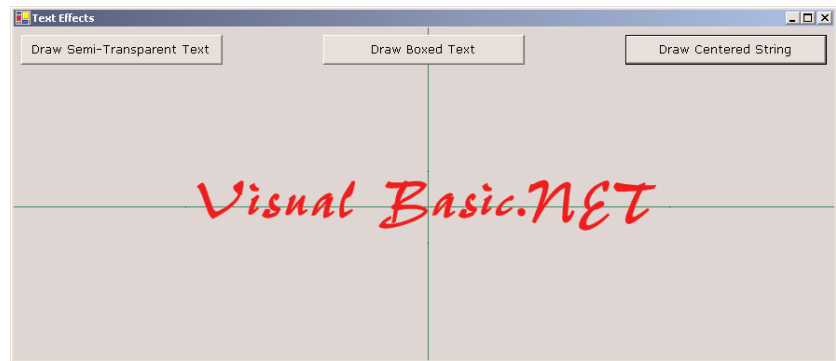 Text Effects
Draw Semi-Transparent Text Draw Boxed Text Draw Centered String
Visual Basic.NET